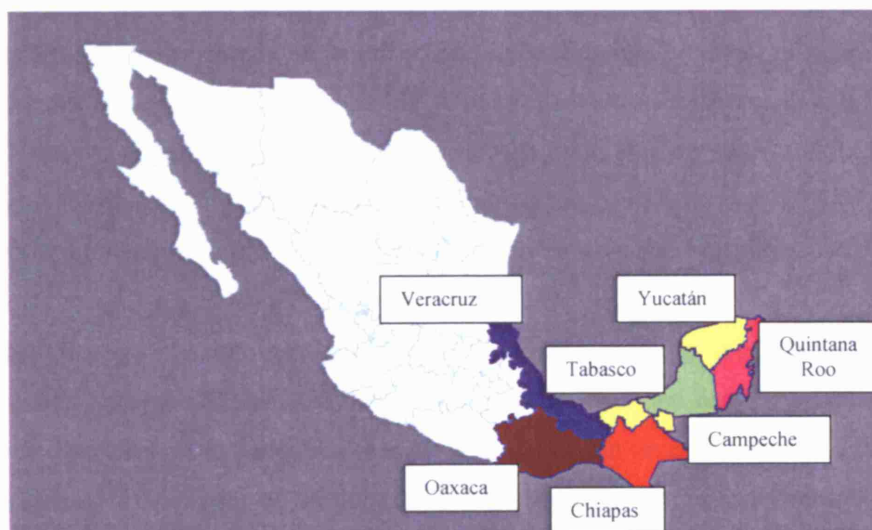 Veracruz
Yucatán
Tabasco
Quintana
Roo
Campeche
Oaxaca
Chiapas